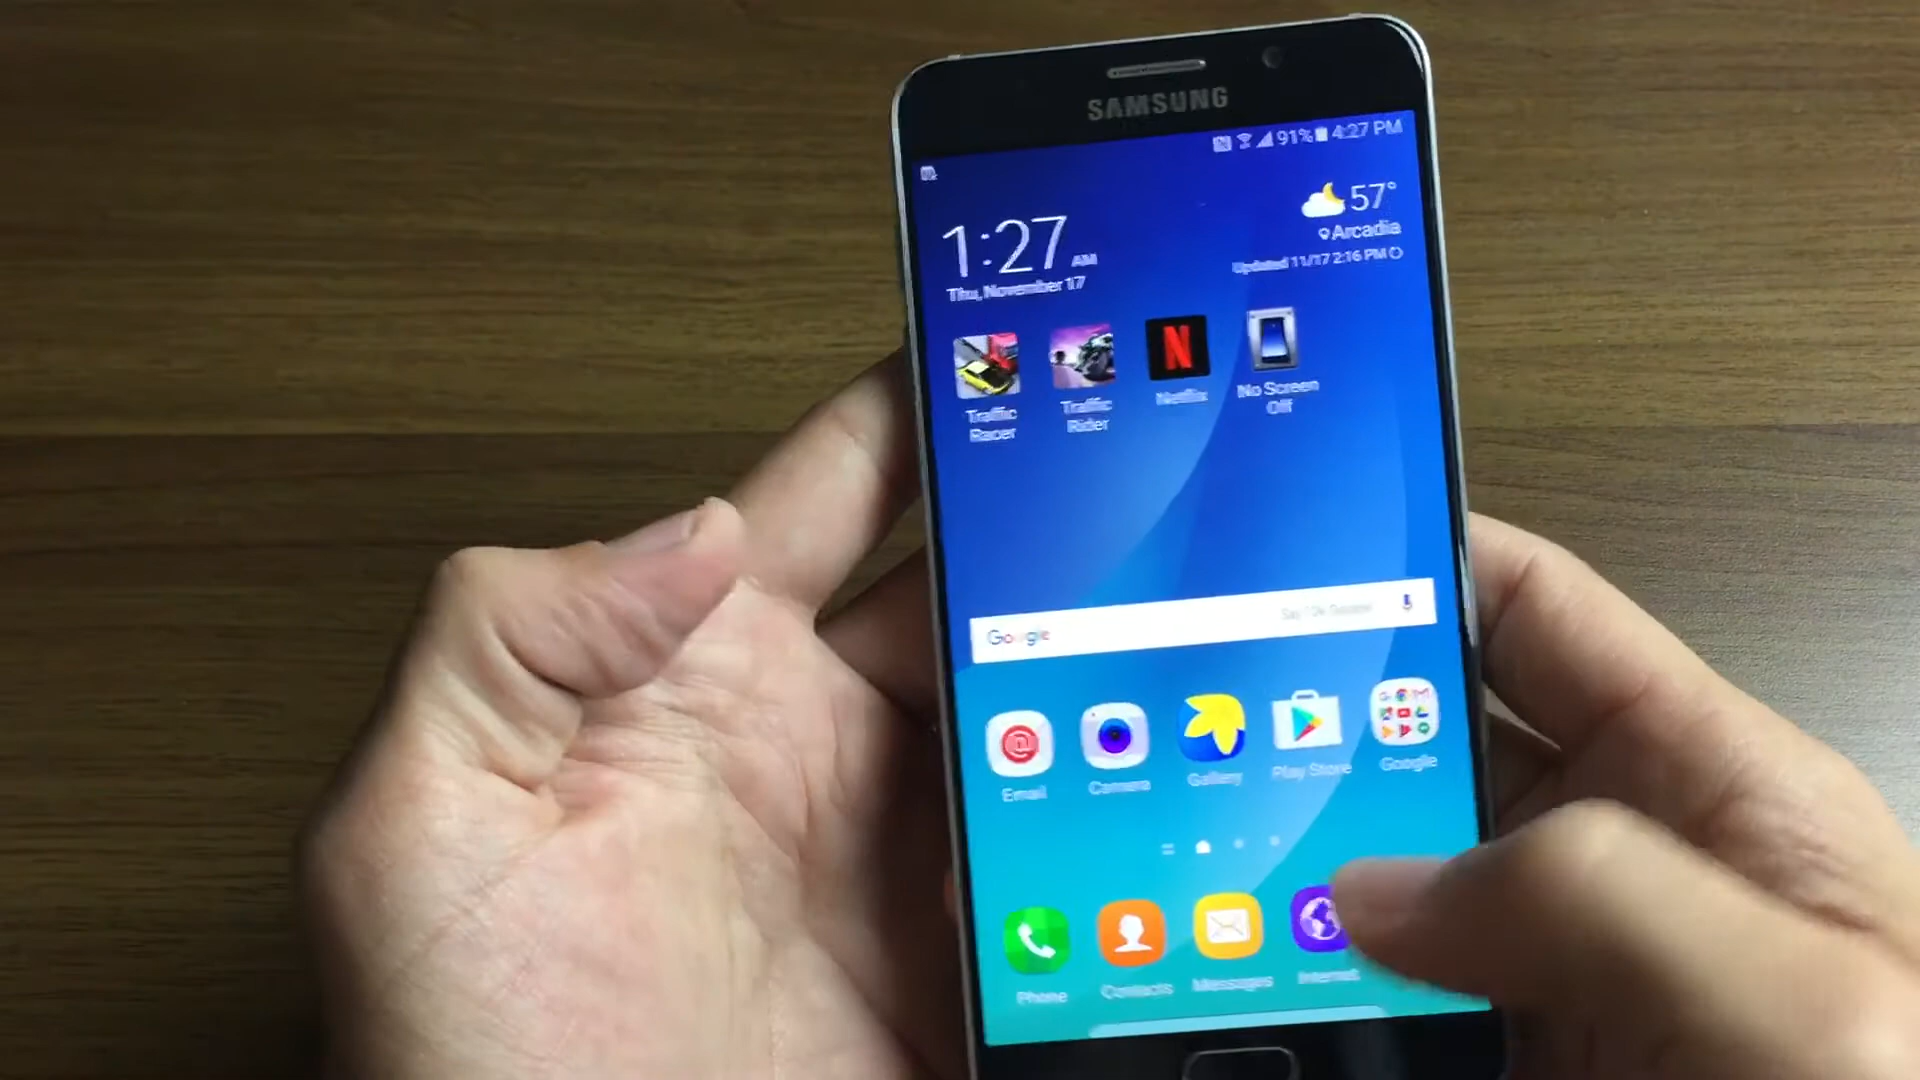 SAMSUNG
91% 4:27 PM
57°
Arcadia
Updated 11/17 2:16 PM
1:27 AM
Thu, November 17
Traffic Racer
Traffic Rider
Netflix
No Screen Off
Google
Email
Camera
Gallery
Play Store
Google
Phone
Contacts
Messages
Internet